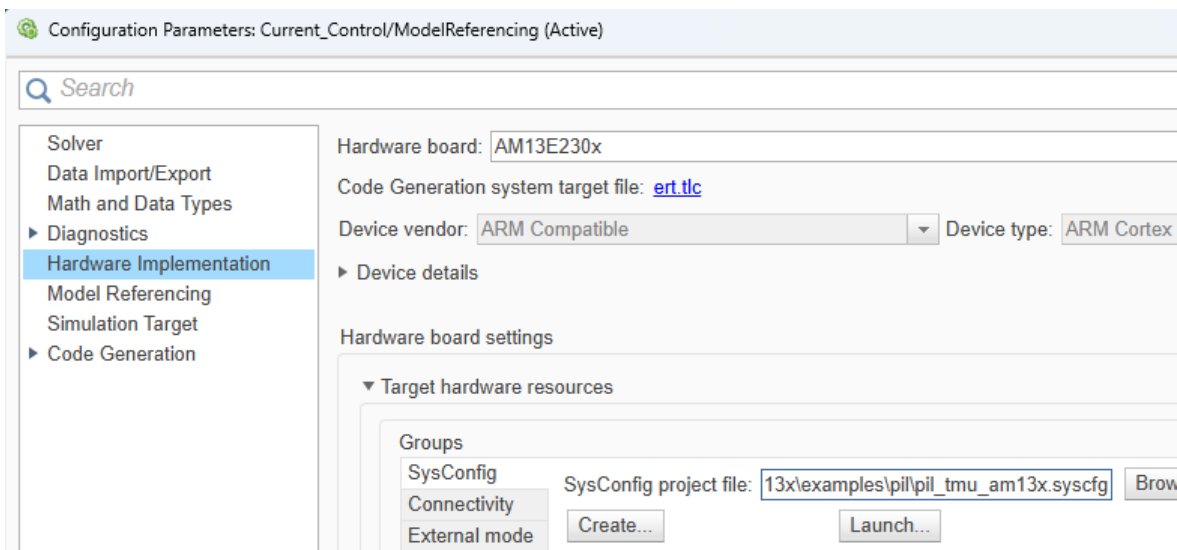 Configuration Parameters: Current_Control/ModelReferencing (Active)
Search
Solver
Data Import/Export
Math and Data Types
Diagnostics
Hardware Implementation
Model Referencing
Simulation Target
Code Generation
Hardware board: AM13E230x
Code Generation system target file: ert.tlc
Device vendor: ARM Compatible Device type: ARM Cortex
Device details
Hardware board settings
Target hardware resources
Groups
SysConfig
Connectivity
External mode
SysConfig project file: 13x\examples\pil\pil_tmu_am13x.syscfg Brow
Create... Launch...